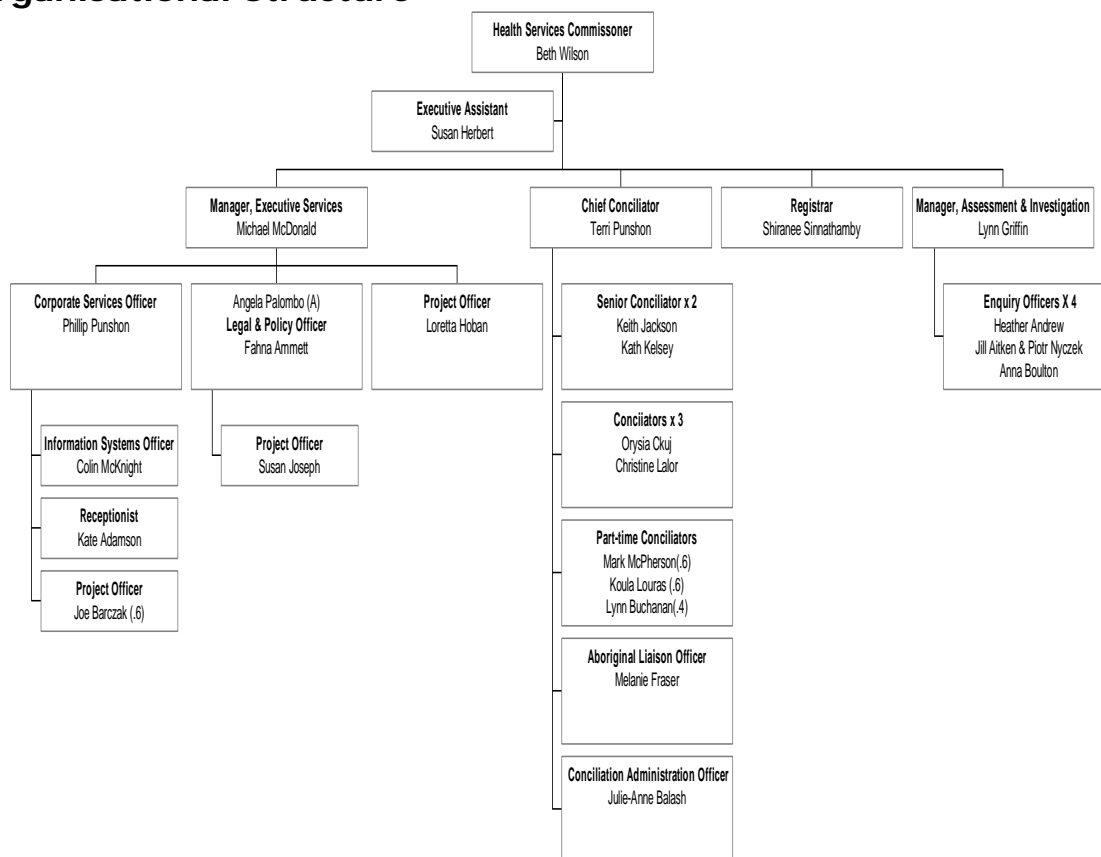 rganisational Structure
Health Services Commissoner
Beth Wilson
Executive Assistant
Susan Herbert
Manager, Executive Services
Michael McDonald
Chief Conciliator
Terri Punshon
Registrar
Shiranee Sinnathamby
Manager, Assessment & Investigation
Lynn Griffin
Corporate Services Officer
Phillip Punshon
Angela Palombo (A)
Legal & Policy Officer
Fahna Ammett
Project Officer
Loretta Hoban
Senior Conciliator x 2
Keith Jackson
Kath Kelsey
Enquiry Officers X 4
Heather Andrew
Jill Aitken & Piotr Nyczek
Anna Boulton
Information Systems Officer
Colin McKnight
Project Officer
Susan Joseph
Conciiators x 3
Orysia Ckuj
Christine Lalor
Receptionist
Kate Adamson
Part-time Conciliators
Mark McPherson(.6)
Koula Louras (.6)
Lynn Buchanan(.4)
Project Officer
Joe Barczak (.6)
Aboriginal Liaison Officer
Melanie Fraser
Conciliation Administration Officer
Julie-Anne Balash